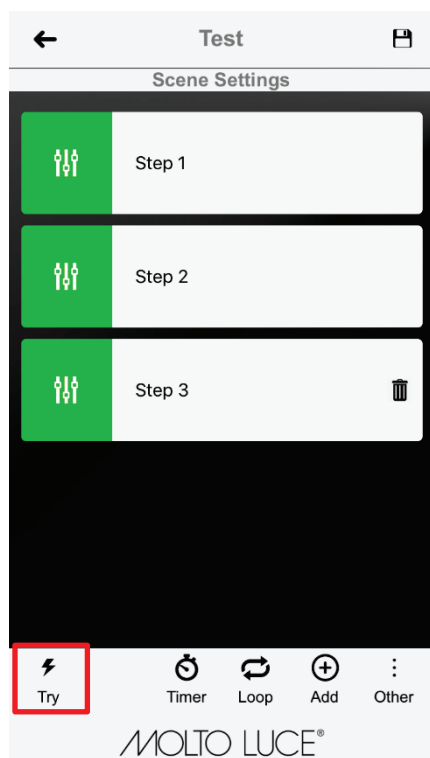 Test
Scene Settings
Step 1
Step 2
Step 3
Try Timer Loop Add Other
MOLTO LUCE®